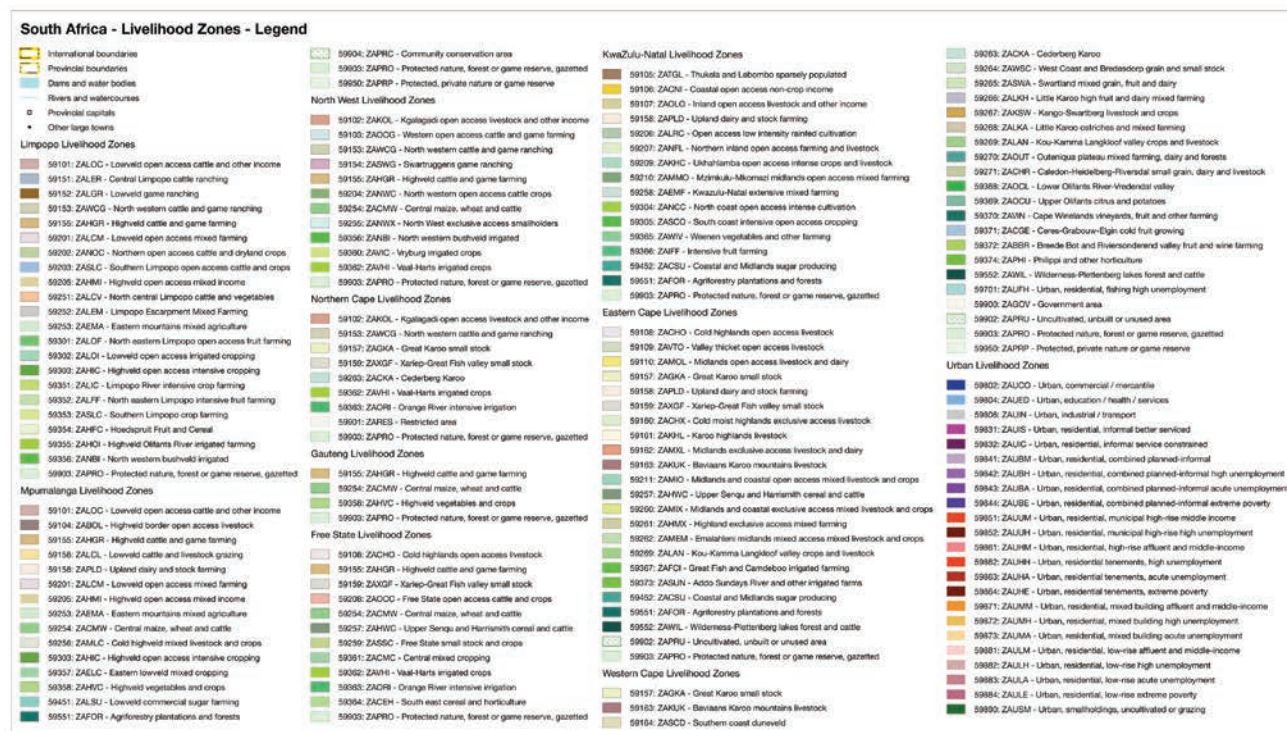 South Africa - Livelihood Zones - Legend
International boundaries
Provincial boundaries
Dams and water bodies
Rivers and watercourses
Provincial capitals
Other large towns
Limpopo Livelihood Zones
59101: ZALOC - Lowveld open access cattle and other income
59151: ZALER - Central Limpopo cattle ranching
59152: ZALGR - Lowveld game ranching
59153: ZAWCG - North western cattle and game ranching
59155: ZAHGR - Highveld cattle and game farming
59201: ZALCM - Lowveld open access mixed farming
59202: ZANOC - Northern open access cattle and dryland crops
59203: ZASLC - Southern Limpopo open access cattle and crops
59205: ZAHMI - Highveld open access mixed income
59251: ZALCV - North central Limpopo cattle and vegetables
59252: ZALEM - Limpopo Escarpment Mixed Farming
59253: ZAEMA - Eastern mountains mixed agriculture
59301: ZALOF - North eastern Limpopo open access fruit farming
59302: ZALOI - Lowveld open access irrigated cropping
59303: ZAHIC - Highveld open access intensive cropping
59351: ZALIC - Limpopo River intensive crop farming
59352: ZALFF - North eastern Limpopo intensive fruit farming
59353: ZASLC - Southern Limpopo crop farming
59354: ZAHFC - Hoedspruit Fruit and Cereal
59355: ZAHOI - Highveld Olifants River irrigated farming
59356: ZANBI - North western bushveld irrigated
59903: ZAPRO - Protected nature, forest or game reserve, gazetted
Mpumalanga Livelihood Zones
59101: ZALOC - Lowveld open access cattle and other income
59104: ZABOL - Highveld border open access livestock
59155: ZAHGR - Highveld cattle and game farming
59156: ZALCL - Lowveld cattle and livestock grazing
59158: ZAPLD - Upland dairy and stock farming
59201: ZALCM - Lowveld open access mixed farming
59205: ZAHMI - Highveld open access mixed income
59253: ZAEMA - Eastern mountains mixed agriculture
59254: ZACMW - Central maize, wheat and cattle
59256: ZAMLC - Cold highveld mixed livestock and crops
59303: ZAHIC - Highveld open access intensive cropping
59357: ZAELC - Eastern lowveld mixed cropping
59358: ZAHVC - Highveld vegetables and crops
59451: ZALSU - Lowveld commercial sugar farming
59551: ZAFOR - Agriforestry plantations and forests
59904: ZAPRC - Community conservation area
59903: ZAPRO - Protected nature, forest or game reserve, gazetted
59950: ZAPRP - Protected, private nature or game reserve
North West Livelihood Zones
59102: ZAKOL - Kgalagadi open access livestock and other income
59103: ZAOCG - Western open access cattle and game farming
59153: ZAWCG - North western cattle and game ranching
59154: ZASWG - Swartruggens game ranching
59155: ZAHGR - Highveld cattle and game farming
59204: ZANWC - North western open access cattle crops
59254: ZACMW - Central maize, wheat and cattle
59255: ZANWX - North West exclusive access smallholders
59356: ZANBI - North western bushveld irrigated
59360: ZAVIC - Vryburg irrigated crops
59362: ZAVHI - Vaal-Harts irrigated crops
59903: ZAPRO - Protected nature, forest or game reserve, gazetted
Northern Cape Livelihood Zones
59102: ZAKOL - Kgalagadi open access livestock and other income
59153: ZAWCG - North western cattle and game ranching
59157: ZAGKA - Great Karoo small stock
59159: ZAXGF - Xariep-Great Fish valley small stock
59263: ZACKA - Cederberg Karoo
59362: ZAVHI - Vaal-Harts irrigated crops
59363: ZAORI - Orange River intensive irrigation
59901: ZARES - Restricted area
59903: ZAPRO - Protected nature, forest or game reserve, gazetted
Gauteng Livelihood Zones
59155: ZAHGR - Highveld cattle and game farming
59254: ZACMW - Central maize, wheat and cattle
59358: ZAHVC - Highveld vegetables and crops
59903: ZAPRO - Protected nature, forest or game reserve, gazetted
Free State Livelihood Zones
59108: ZACHO - Cold highlands open access livestock
59155: ZAHGR - Highveld cattle and game farming
59159: ZAXGF - Xariep-Great Fish valley small stock
59208: ZAOOC - Free State open access cattle and crops
59254: ZACMW - Central maize, wheat and cattle
59257: ZAHWC - Upper Senqu and Harrismith cereal and cattle
59259: ZASSC - Free State small stock and crops
59361: ZACMC - Central mixed cropping
59362: ZAVHI - Vaal-Harts irrigated crops
59363: ZAORI - Orange River intensive irrigation
59364: ZACEH - South east cereal and horticulture
59903: ZAPRO - Protected nature, forest or game reserve, gazetted
KwaZulu-Natal Livelihood Zones
59105: ZATGL - Thukela and Lebombo sparsely populated
59106: ZACNI - Coastal open access non-crop income
59107: ZAOLO - Inland open access livestock and other income
59158: ZAPLD - Upland dairy and stock farming
59206: ZALRC - Open access low intensity rainfed cultivation
59207: ZANFL - Northern inland open access farming and livestock
59209: ZAKHC - Ukhahlamba open access intense crops and livestock
59210: ZAMMO - Mzimkulu-Mkomazi midlands open access mixed farming
59258: ZAEMF - Kwazulu-Natal extensive mixed farming
59304: ZANCC - North coast open access intense cultivation
59305: ZASCO - South coast intensive open access cropping
59365: ZAWIV - Weenen vegetables and other farming
59366: ZAIFF - Intensive fruit farming
59452: ZACSU - Coastal and Midlands sugar producing
59551: ZAFOR - Agriforestry plantations and forests
59903: ZAPRO - Protected nature, forest or game reserve, gazetted
Eastern Cape Livelihood Zones
59108: ZACHO - Cold highlands open access livestock
59109: ZAVTO - Valley thicket open access livestock
59110: ZAMOL - Midlands open access livestock and dairy
59157: ZAGKA - Great Karoo small stock
59158: ZAPLD - Upland dairy and stock farming
59159: ZAXGF - Xariep-Great Fish valley small stock
59160: ZACHX - Cold moist highlands exclusive access livestock
59161: ZAKHL - Karoo highlands livestock
59162: ZAMXL - Midlands exclusive access livestock and dairy
59163: ZAKUK - Baviaans Karoo mountains livestock
59211: ZAMIO - Midlands and coastal open access mixed livestock and crops
59257: ZAHWC - Upper Senqu and Harrismith cereal and cattle
59260: ZAMIX - Midlands and coastal exclusive access mixed livestock and crops
59261: ZAHMX - Highland exclusive access mixed farming
59262: ZAMEM - Emalahleni midlands mixed access mixed livestock and crops
59269: ZALAN - Kou-Kamma Langkloof valley crops and livestock
59367: ZAFCI - Great Fish and Camdeboo irrigated farming
59373: ZASUN - Addo Sundays River and other irrigated farms
59452: ZACSU - Coastal and Midlands sugar producing
59551: ZAFOR - Agriforestry plantations and forests
59552: ZAWIL - Wilderness-Plettenberg lakes forest and cattle
59902: ZAPRU - Uncultivated, unbuilt or unused area
59903: ZAPRO - Protected nature, forest or game reserve, gazetted
Western Cape Livelihood Zones
59157: ZAGKA - Great Karoo small stock
59163: ZAKUK - Baviaans Karoo mountains livestock
59164: ZASCD - Southern coast duneveld
59263: ZACKA - Cederberg Karoo
59264: ZAWSC - West Coast and Bredasdorp grain and small stock
59265: ZASWA - Swartland mixed grain, fruit and dairy
59266: ZALKH - Little Karoo high fruit and dairy mixed farming
59267: ZAKSW - Kango-Swartberg livestock and crops
59268: ZALKA - Little Karoo ostriches and mixed farming
59269: ZALAN - Kou-Kamma Langkloof valley crops and livestock
59270: ZAOUT - Outeniqua plateau mixed farming, dairy and forests
59271: ZACHR - Caledon-Heidelberg-Riversdal small grain, dairy and livestock
59368: ZAOCL - Lower Olifants River-Vredendal valley
59369: ZAOCU - Upper Olifants citrus and potatoes
59370: ZAVIN - Cape Winelands vineyards, fruit and other farming
59371: ZACGE - Ceres-Grabouw-Elgin cold fruit growing
59372: ZABBR - Breede Bot and Riviersonderend valley fruit and wine farming
59374: ZAPHI - Philippi and other horticulture
59552: ZAWIL - Wilderness-Plettenberg lakes forest and cattle
59701: ZAUFH - Urban, residential, fishing high unemployment
59900: ZAGOV - Government area
59902: ZAPRU - Uncultivated, unbuilt or unused area
59903: ZAPRO - Protected nature, forest or game reserve, gazetted
59950: ZAPRP - Protected, private nature or game reserve
Urban Livelihood Zones
59802: ZAUCO - Urban, commercial / mercantile
59804: ZAUED - Urban, education / health / services
59808: ZAUIN - Urban, industrial / transport
59831: ZAUIS - Urban, residential, informal better serviced
59832: ZAUIC - Urban, residential, informal service constrained
59841: ZAUBM - Urban, residential, combined planned-informal
59842: ZAUBH - Urban, residential, combined planned-informal high unemployment
59843: ZAUBA - Urban, residential, combined planned-informal acute unemployment
59844: ZAUBE - Urban, residential, combined planned-informal extreme poverty
59851: ZAUUM - Urban, residential, municipal high-rise middle income
59852: ZAUUH - Urban, residential, municipal high-rise high unemployment
59861: ZAUHM - Urban, residential, high-rise affluent and middle-income
59862: ZAUHH - Urban, residential tenements, high unemployment
59863: ZAUHA - Urban, residential tenements, acute unemployment
59864: ZAUHE - Urban, residential tenements, extreme poverty
59871: ZAUMM - Urban, residential, mixed building affluent and middle-income
59872: ZAUMH - Urban, residential, mixed building high unemployment
59873: ZAUMA - Urban, residential, mixed building acute unemployment
59881: ZAULM - Urban, residential, low-rise affluent and middle-income
59882: ZAULH - Urban, residential, low-rise high unemployment
59883: ZAULA - Urban, residential, low-rise acute unemployment
59884: ZAULE - Urban, residential, low-rise extreme poverty
59890: ZAUSM - Urban, smallholdings, uncultivated or grazing